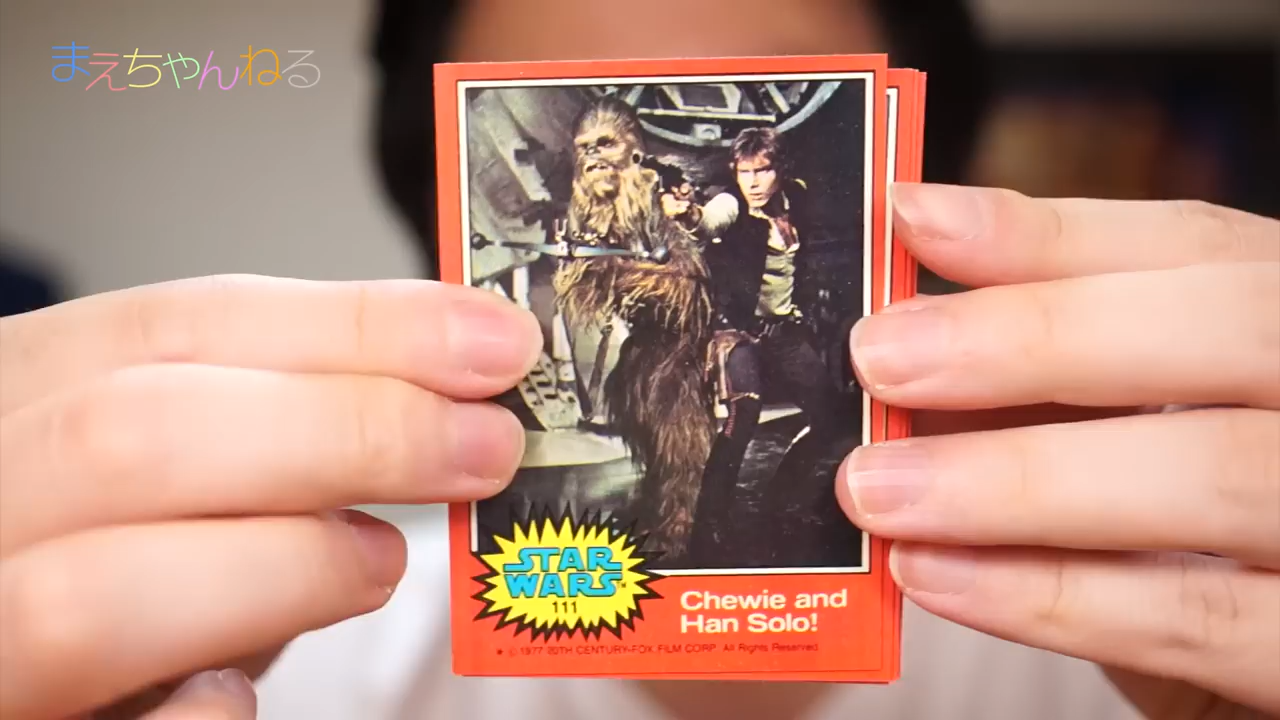 まえちゃんねる
STAR
WARS™
111
Chewie and
Han Solo!
★ © 1977 20TH CENTURY-FOX FILM CORP. All Rights Reserved